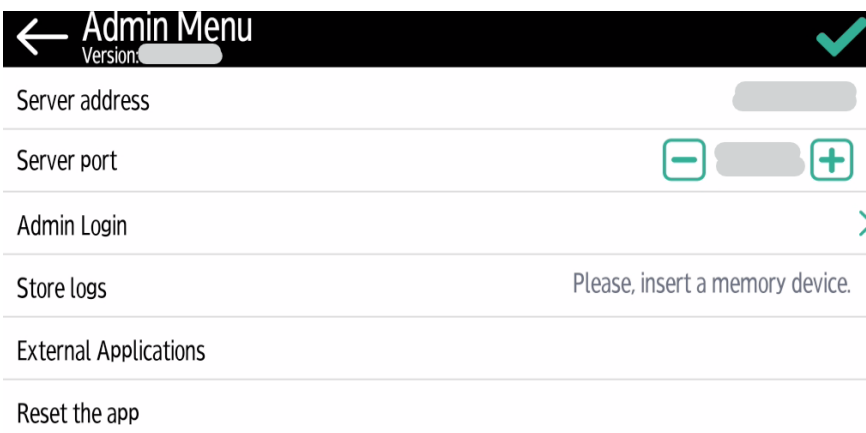 Admin Menu
Version:
Server address
Server port
Admin Login
Store logs Please, insert a memory device.
External Applications
Reset the app